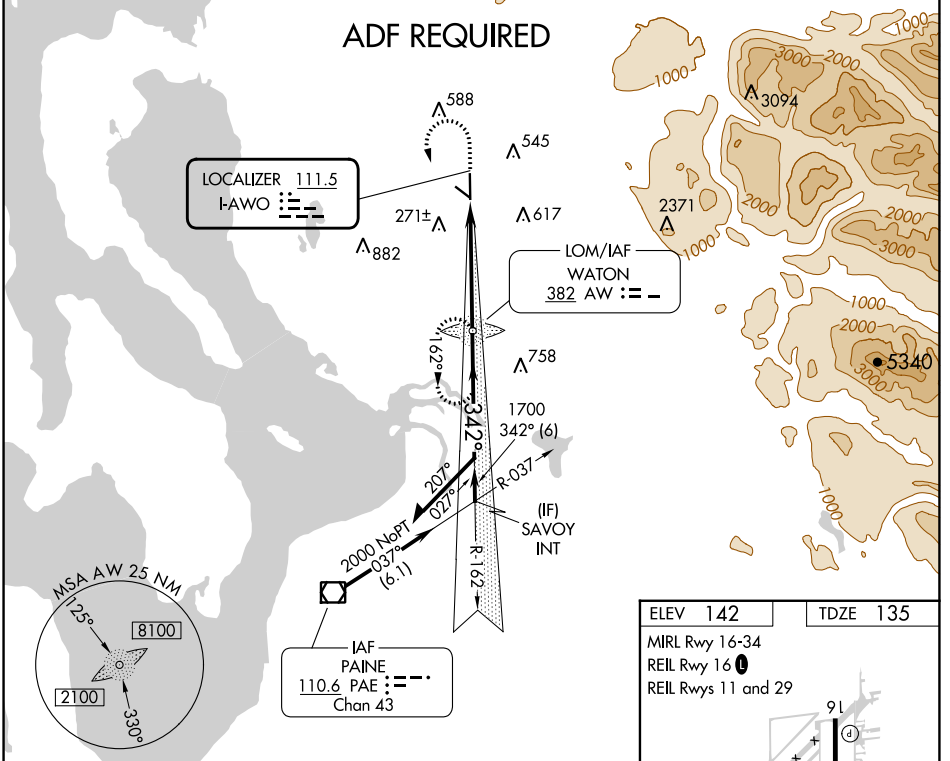 ADF REQUIRED
1000
3000
2000
1000
3094
588
545
LOCALIZER 111.5
I-AWO
271±
617
882
2371
2000
1000
2000
3000
LOM/IAF
WATON
382 AW
1000
2000
5340
3000
162°
758
342°
1700
342° (6)
207°
027°
R-037
(IF)
SAVOY
INT
1000
2000 NoPT
037°
(6.1)
R-162
MSA AW 25 NM
125°
8100
2100
330°
IAF
PAINE
110.6 PAE
Chan 43
ELEV 142
TDZE 135
MIRL Rwy 16-34
REIL Rwy 16 L
REIL Rwys 11 and 29
16
P